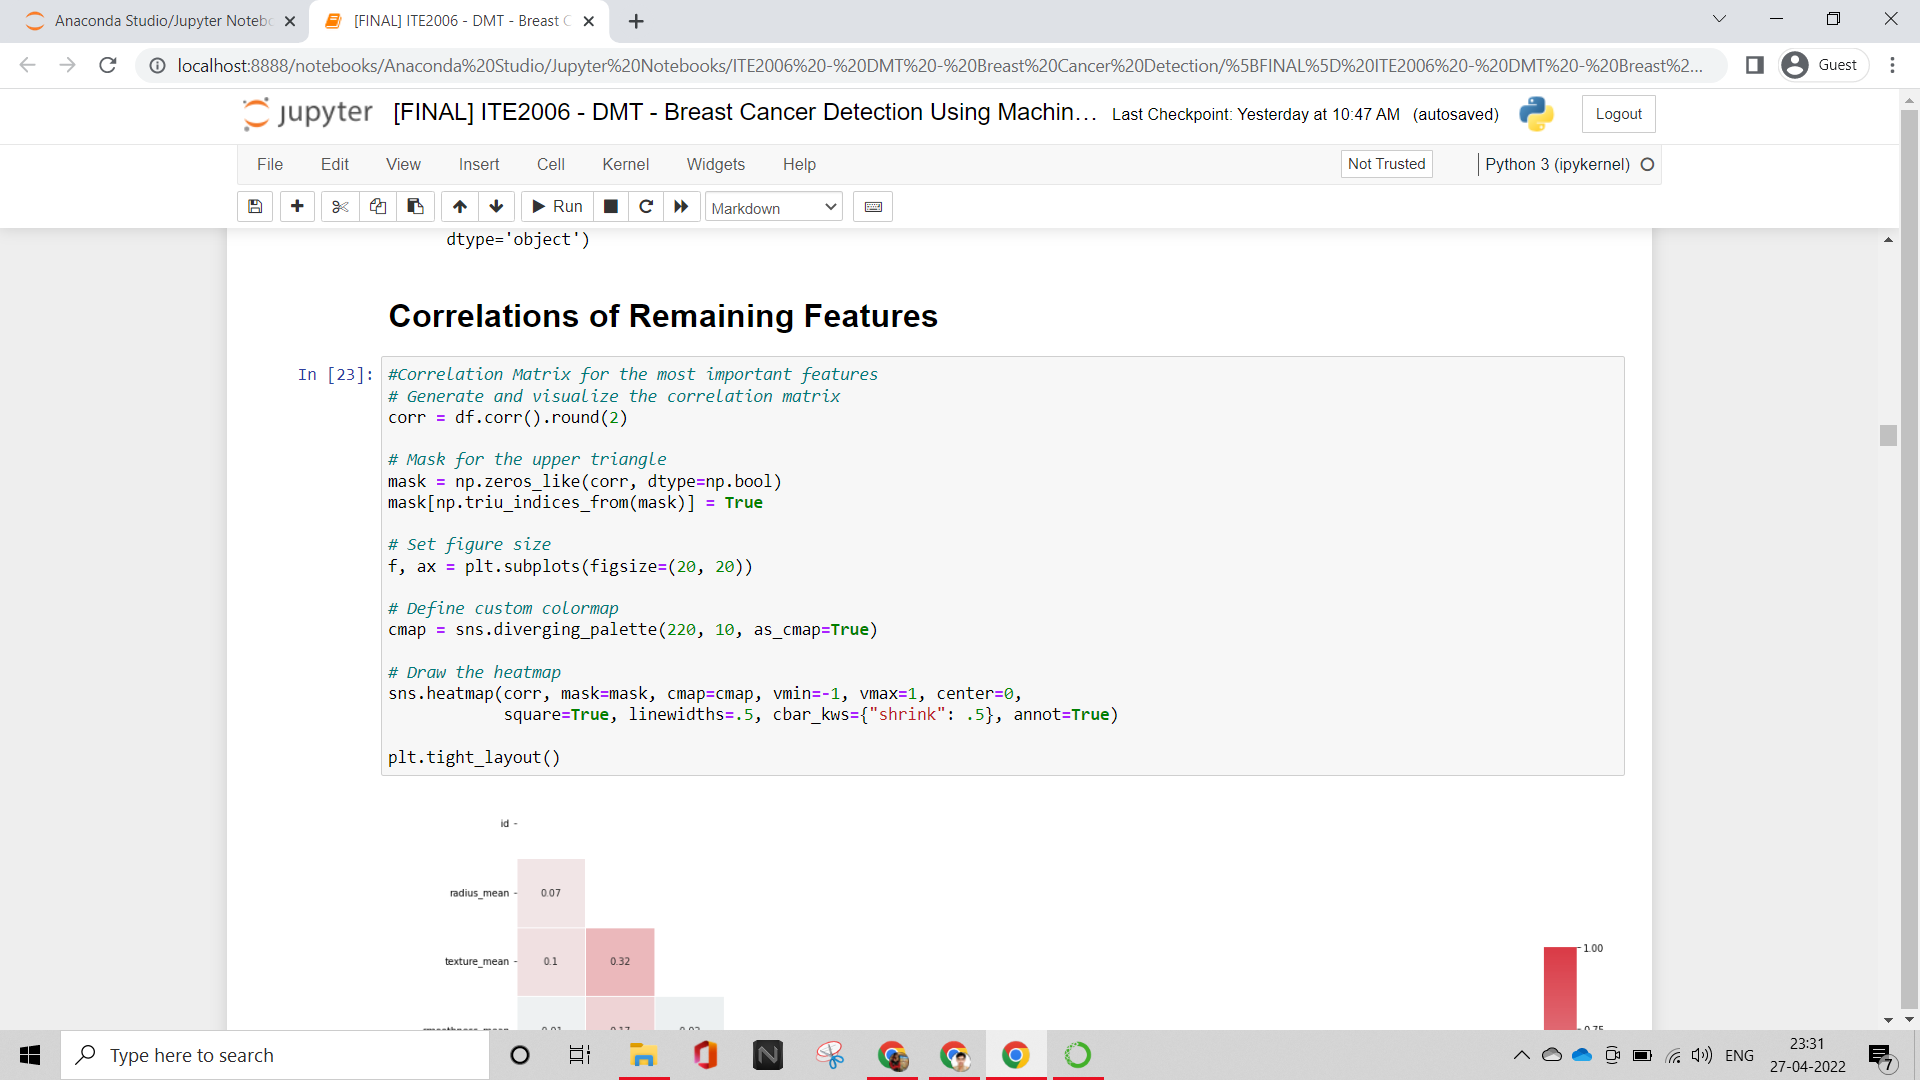 Anaconda Studio/Jupyter Notebo
[FINAL] ITE2006 - DMT - Breast C
localhost:8888/notebooks/Anaconda%20Studio/Jupyter%20Notebooks/ITE2006%20-%20DMT%20-%20Breast%20Cancer%20Detection/%5BFINAL%5D%20ITE2006%20-%20DMT%20-%20Breast%2...
Guest
jupyter [FINAL] ITE2006 - DMT - Breast Cancer Detection Using Machin... Last Checkpoint: Yesterday at 10:47 AM (autosaved)
Logout
File Edit View Insert Cell Kernel Widgets Help
Not Trusted
Python 3 (ipykernel)
Run
Markdown
dtype='object')
Correlations of Remaining Features
In [23]:
#Correlation Matrix for the most important features
# Generate and visualize the correlation matrix
corr = df.corr().round(2)
# Mask for the upper triangle
mask = np.zeros_like(corr, dtype=np.bool)
mask[np.triu_indices_from(mask)] = True
# Set figure size
f, ax = plt.subplots(figsize=(20, 20))
# Define custom colormap
cmap = sns.diverging_palette(220, 10, as_cmap=True)
# Draw the heatmap
sns.heatmap(corr, mask=mask, cmap=cmap, vmin=-1, vmax=1, center=0,
square=True, linewidths=.5, cbar_kws={"shrink": .5}, annot=True)
plt.tight_layout()
id
radius_mean 0.07
texture_mean 0.1 0.32
1.00
Type here to search
ENG
23:31
27-04-2022
7